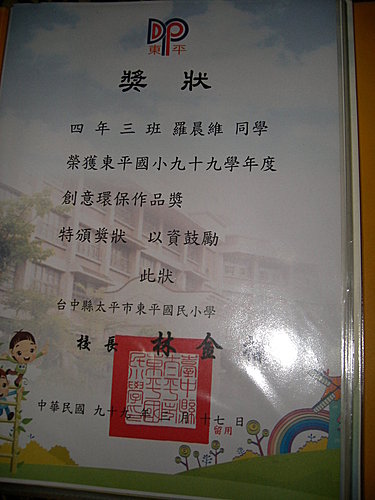 DP
東 平
獎 狀
四 年 三 班 羅晨維 同學
榮獲東平國小九十九學年度
創意環保作品獎
特頒獎狀 以資鼓勵
此狀
台中縣太平市東平國民小學
校長 林金
中華民國 九十九 年 月 十七 日
留用